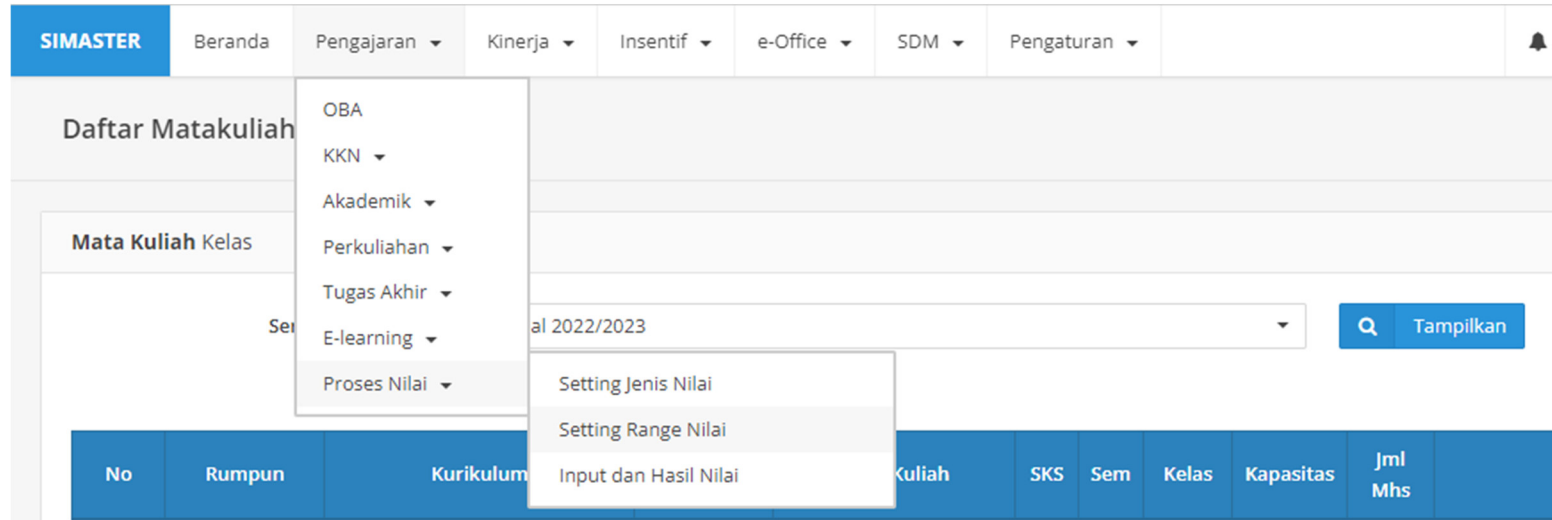 SIMASTER Beranda Pengajaran Kinerja Insentif e-Office SDM Pengaturan
Daftar Matakuliah
OBA
KKN
Akademik
Mata Kuliah Kelas
Perkuliahan
Tugas Akhir
al 2022/2023 Tampilkan
E-learning
Proses Nilai
Setting Jenis Nilai
Setting Range Nilai
Input dan Hasil Nilai
No Rumpun Kurikulum Kuliah SKS Sem Kelas Kapasitas Jml Mhs